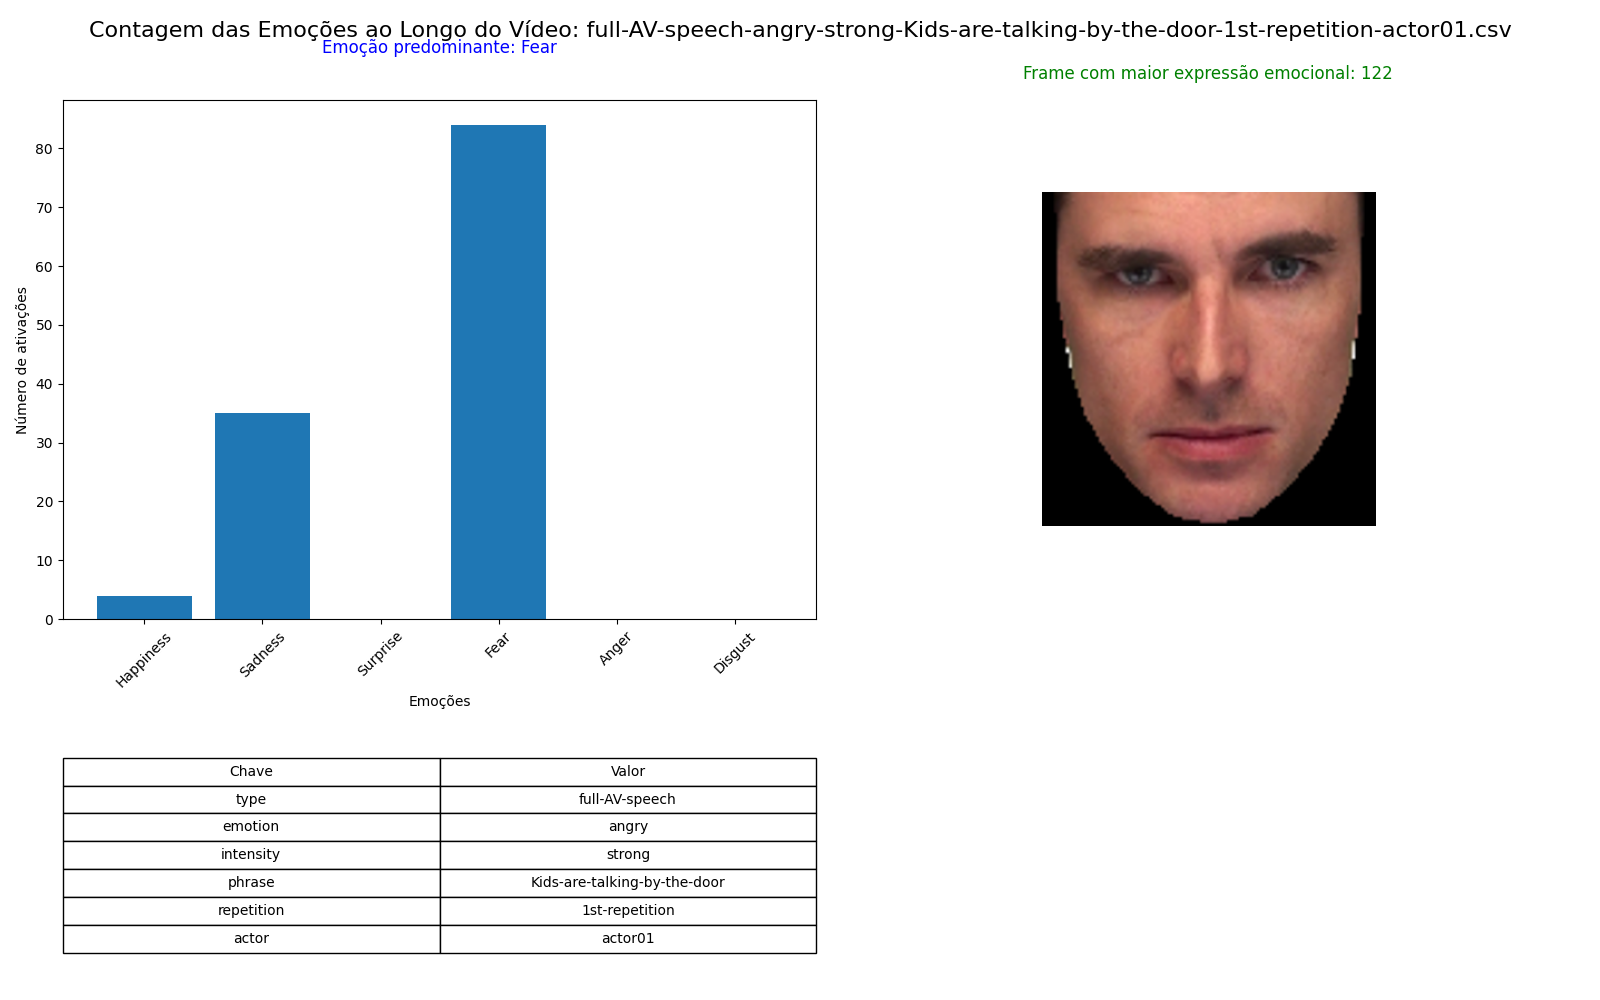 Contagem das Emoções ao Longo do Vídeo: full-AV-speech-angry-strong-Kids-are-talking-by-the-door-1st-repetition-actor01.csv
Emoção predominante: Fear
Frame com maior expressão emocional: 122
Número de ativações
80
70
60
50
40
30
20
10
0
Happiness
Sadness
Surprise
Fear
Anger
Disgust
Emoções
Chave Valor
type full-AV-speech
emotion angry
intensity strong
phrase Kids-are-talking-by-the-door
repetition 1st-repetition
actor actor01